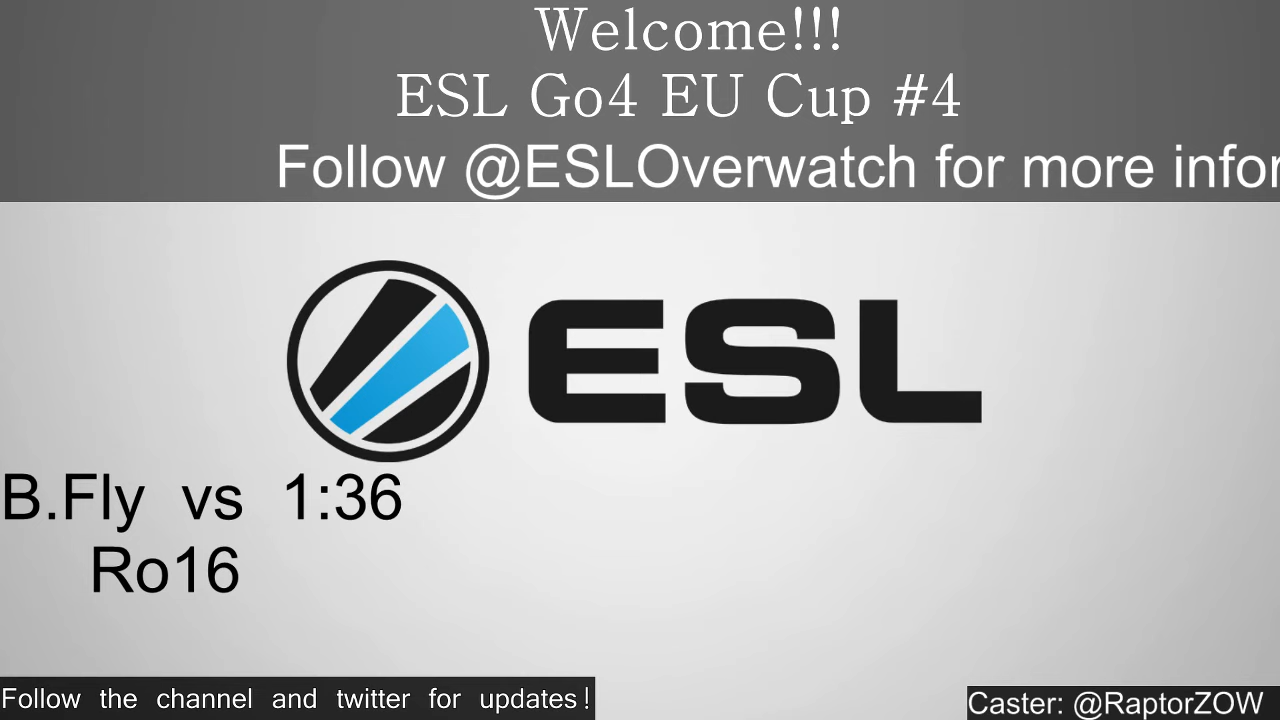 Welcome!!!
ESL Go4 EU Cup #4
Follow @ESLOverwatch for more infor
ESL
B.Fly vs 1:36
Ro16
Follow the channel and twitter for updates!
Caster: @RaptorZOW